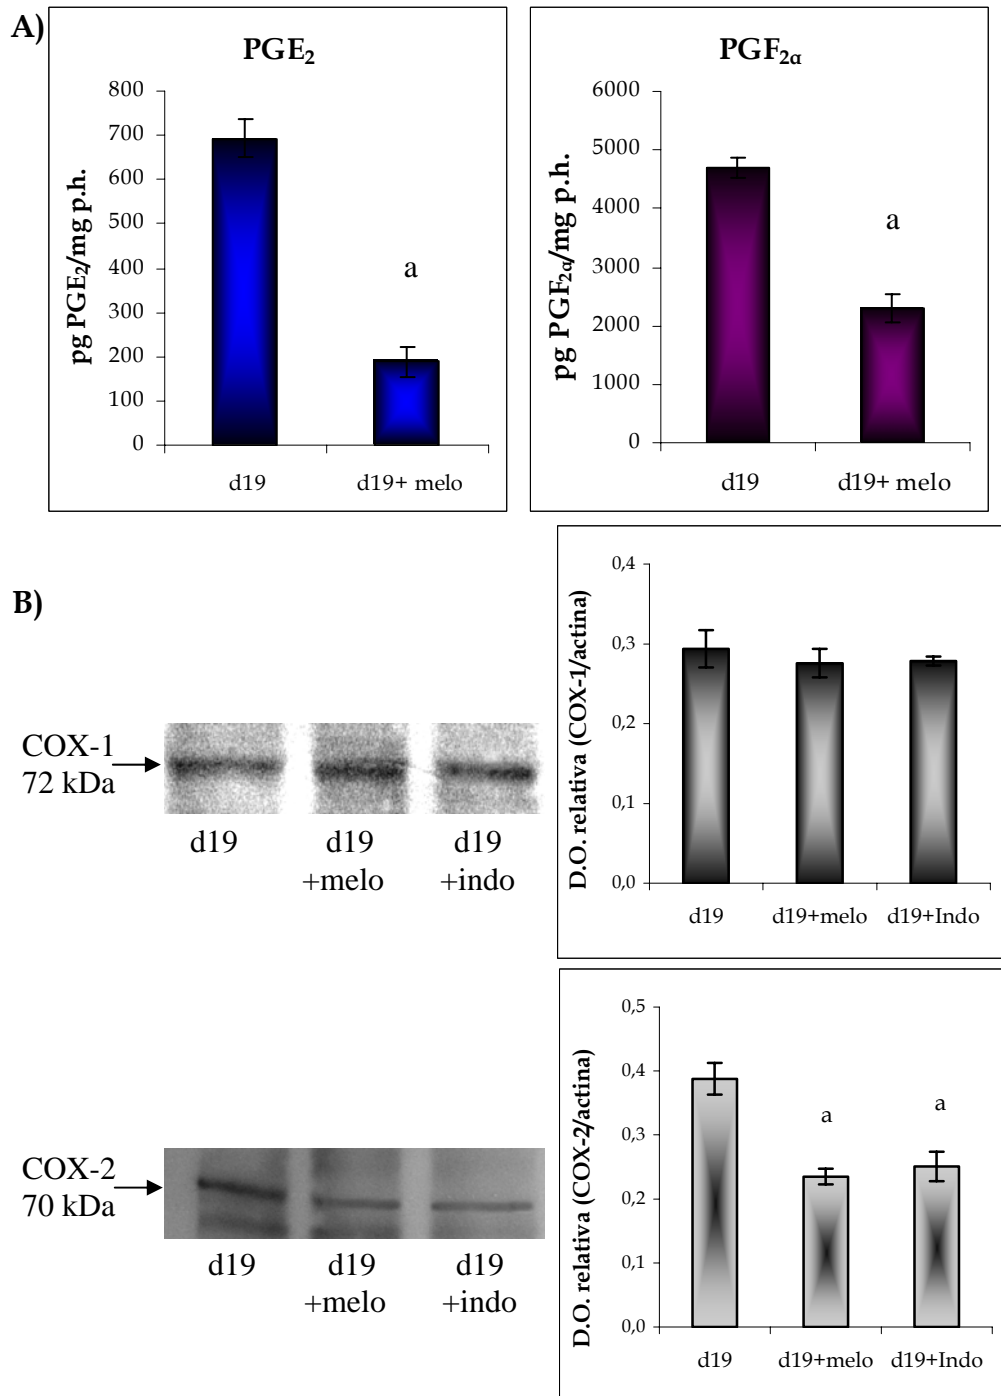 A)
PGE2
800
700
600
500
400
300
200
100
0
pg PGE2/mg p.h.
a
d19 d19+ melo
PGF2α
6000
5000
4000
3000
2000
1000
0
pg PGF2α/mg p.h.
a
d19 d19+ melo
B)
COX-1
72 kDa
d19 d19 d19
+melo +indo
0,4
0,3
0,2
0,1
0,0
D.O. relativa (COX-1/actina)
d19 d19+melo d19+Indo
COX-2
70 kDa
d19 d19 d19
+melo +indo
0,5
0,4
0,3
0,2
0,1
0,0
D.O. relativa (COX-2/actina)
a a
d19 d19+melo d19+Indo